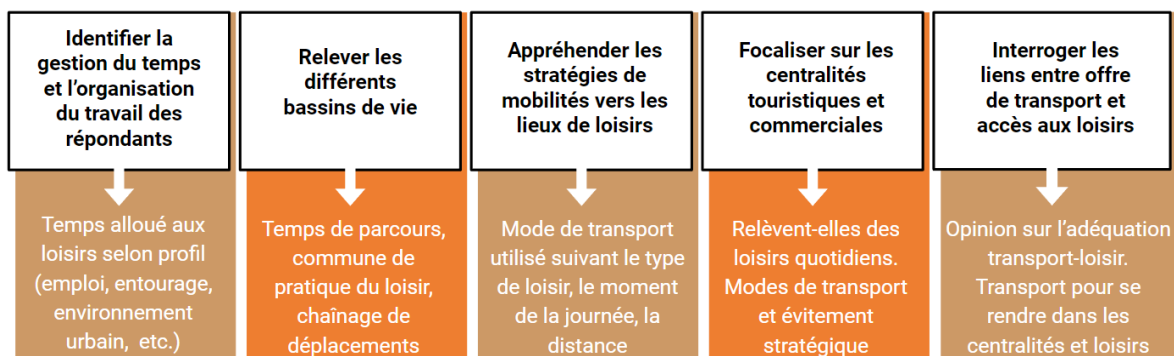 Identifier la
gestion du temps
et l'organisation
du travail des
répondants
Temps alloué aux
loisirs selon profil
(emploi, entourage,
environnement
urbain, etc.)
Relever les
différents
bassins de vie
Temps de parcours,
commune de
pratique du loisir,
chaînage de
déplacements
Appréhender les
stratégies de
mobilités vers les
lieux de loisirs
Mode de transport
utilisé suivant le type
de loisir, le moment
de la journée, la
distance
Focaliser sur les
centralités
touristiques et
commerciales
Relèvent-elles des
loisirs quotidiens.
Modes de transport
et évitement
stratégique
Interroger les
liens entre offre
de transport et
accès aux loisirs
Opinion sur l'adéquation
transport-loisir.
Transport pour se
rendre dans les
centralités et loisirs